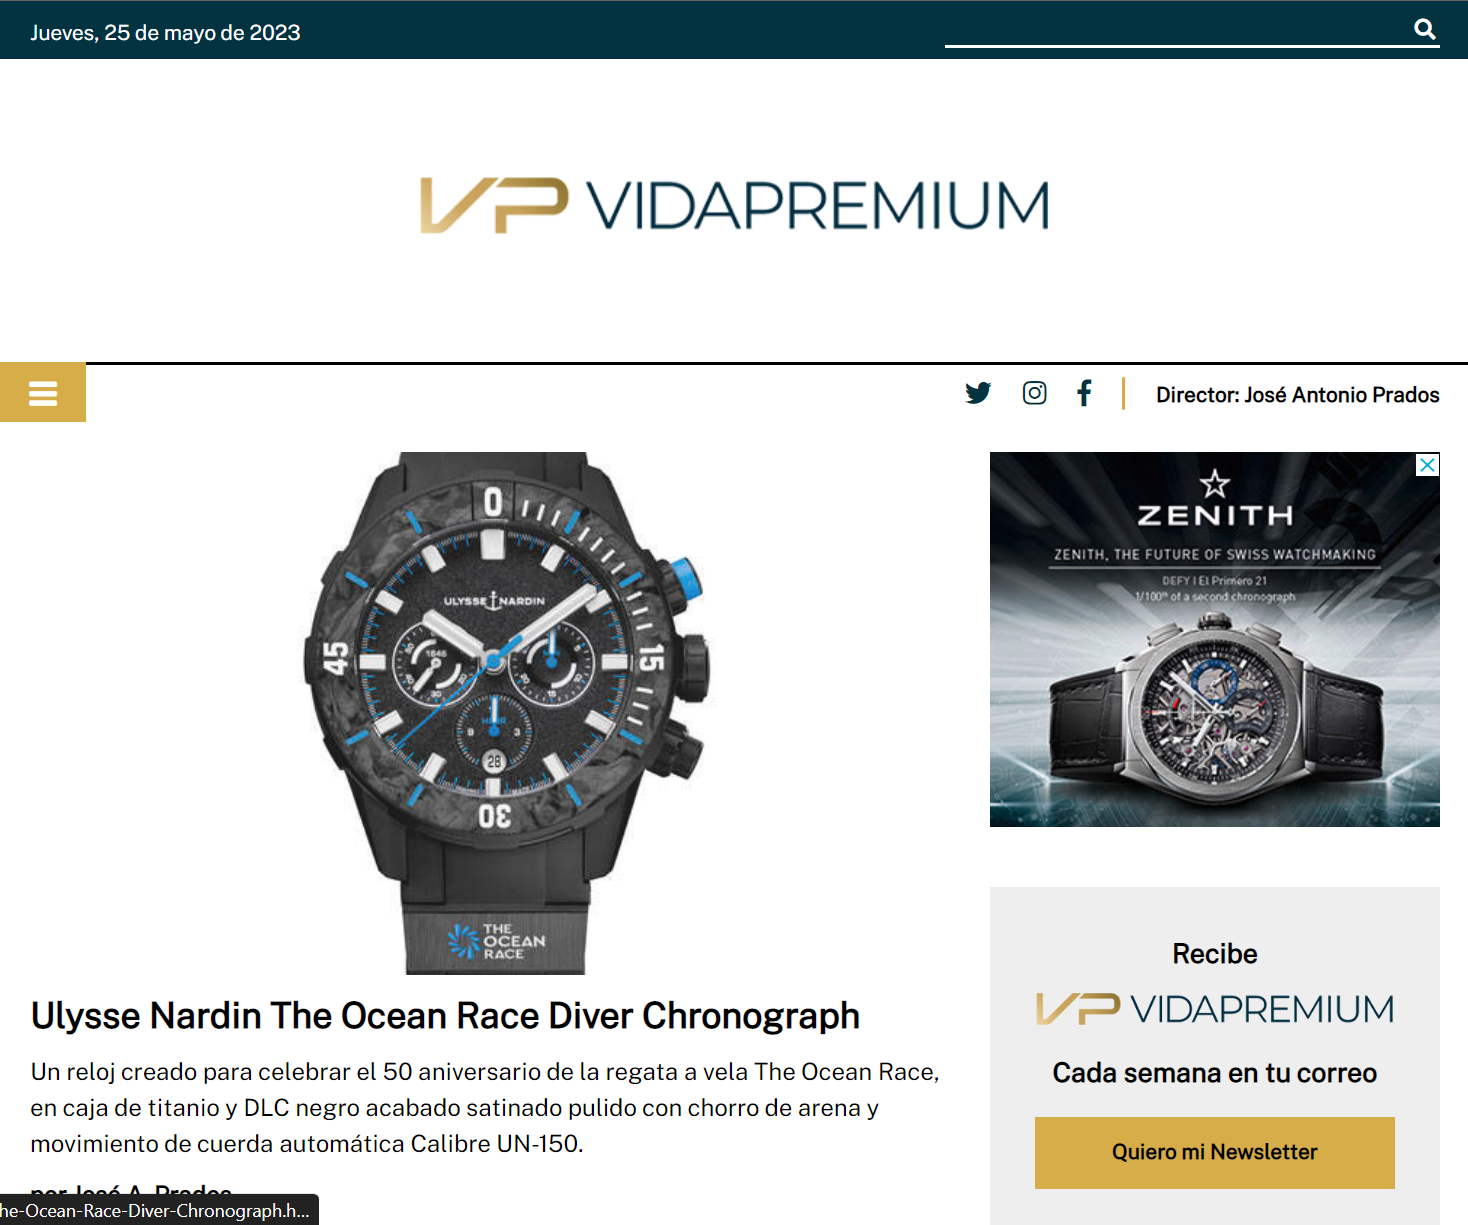 Jueves, 25 de mayo de 2023
VP VIDAPREMIUM
Director: José Antonio Prados
0
ULYSSE NARDIN
45
15
1846
30
9
3
28
30
THE
OCEAN
RACE
ZENITH
ZENITH, THE FUTURE OF SWISS WATCHMAKING
DEFY | El Primero 21
1/100th of a second chronograph
Ulysse Nardin The Ocean Race Diver Chronograph
Un reloj creado para celebrar el 50 aniversario de la regata a vela The Ocean Race,
en caja de titanio y DLC negro acabado satinado pulido con chorro de arena y
movimiento de cuerda automática Calibre UN-150.
por José A. Prados
he-Ocean-Race-Diver-Chronograph.h...
Recibe
VP VIDAPREMIUM
Cada semana en tu correo
Quiero mi Newsletter